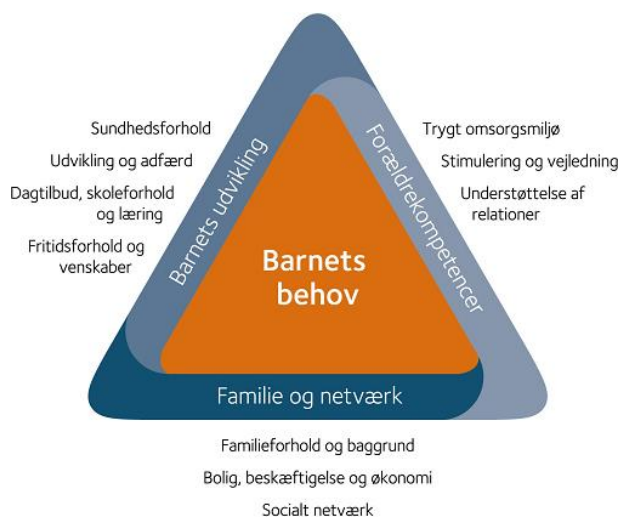 Sundhedsforhold
Udvikling og adfærd
Dagtilbud, skoleforhold
og læring
Fritidsforhold og
venskaber
Barnets udvikling
Barnets
behov
Forældrekompetencer
Trygt omsorgsmiljø
Stimulering og vejledning
Understøttelse af
relationer
Familie og netværk
Familieforhold og baggrund
Bolig, beskæftigelse og økonomi
Socialt netværk